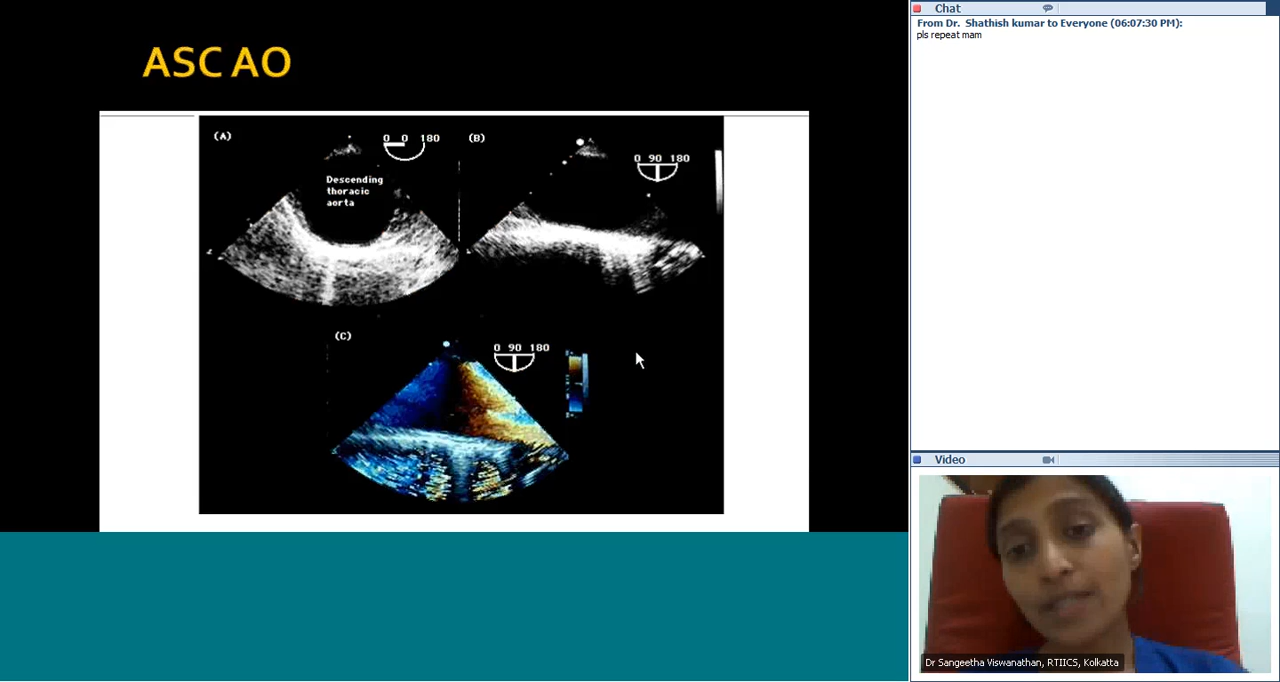 ASC AO
(A)
0 0 180
(B)
0 90 180
Descending
thoracic
aorta
(C)
0 90 180
Chat
From Dr. Shathish kumar to Everyone (06:07:30 PM):
pls repeat mam
Video
Dr Sangeetha Viswanathan, RTIICS, Kolkatta